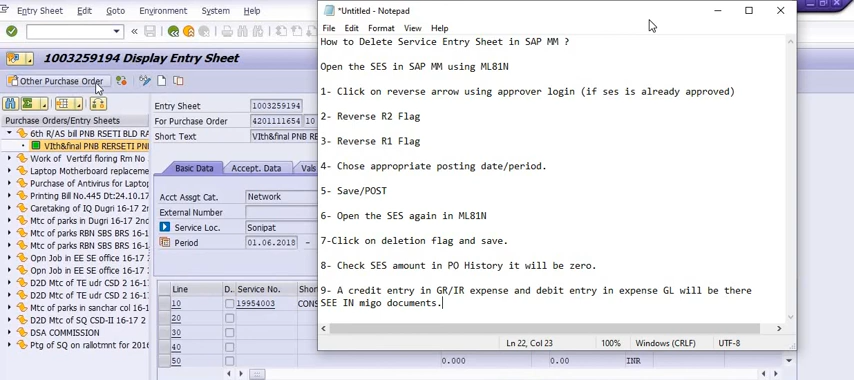 Entry Sheet Edit Goto Environment System Help
1003259194 Display Entry Sheet
Other Purchase Order
Purchase Orders/Entry Sheets
6th R/AS bill PNB RSETI BLD RA
VIth&final PNB RERSETI PN
Work of Vertifd floring Rm No
Laptop Motherboard replaceme
Purchase of Antivirus for Laptop
Printing Bill No.445 Dt:24.10.17
Caretaking of IQ Dugri 16-17 2n
Mtc of parks in Dugri 16-17 2n
Mtc of parks RBN SBS BRS 16-1
Opn Job in EE SE office 16-17
D2D Mtc of TE udr CSD 2 16-1
Mtc of parks RBN SBS BRS 16-1
Opn Job in EE SE office 16-17
D2D Mtc of TE udr CSD 2 16-1
Mtc of parks in sanchar col 16-1
D2D Mtc of SQ CSD-II 16-17 2
DSA COMMISSION
Ptg of SQ on rallotmnt for 2016
Entry Sheet 1003259194
For Purchase Order 4201111654 10
Short Text VIth&final PNB RERSETI
Basic Data Accept. Data Vals
Acct Assgt Cat. Network
External Number
Service Loc. Sonipat
Period 01.06.2018 -
Line D.. Service No. Shor
10 19954003 CONS
20
30
40
50 0.000 0.00 INR
*Untitled - Notepad
File Edit Format View Help
How to Delete Service Entry Sheet in SAP MM ?
Open the SES in SAP MM using ML81N
1- Click on reverse arrow using approver login (if ses is already approved)
2- Reverse R2 Flag
3- Reverse R1 Flag
4- Chose appropriate posting date/period.
5- Save/POST
6- Open the SES again in ML81N
7-Click on deletion flag and save.
8- Check SES amount in PO History it will be zero.
9- A credit entry in GR/IR expense and debit entry in expense GL will be there
SEE IN migo documents.
Ln 22, Col 23 100% Windows (CRLF) UTF-8